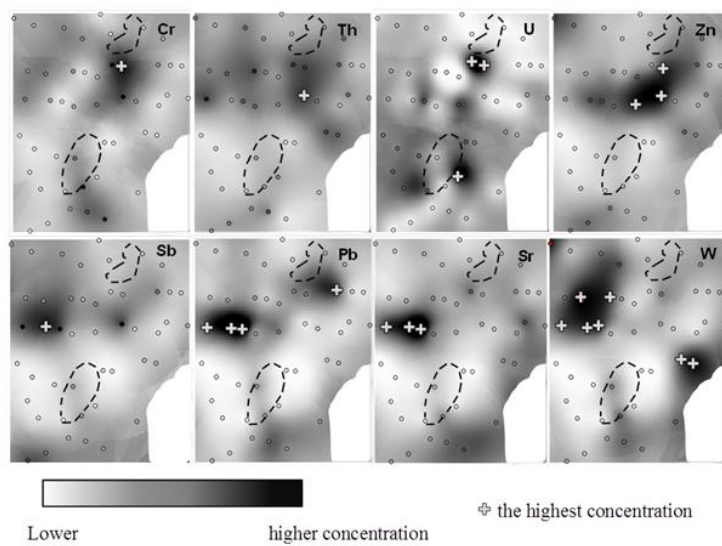 Cr
Th
U
Zn
Sb
Pb
Sr
W
the highest concentration
Lower
higher concentration